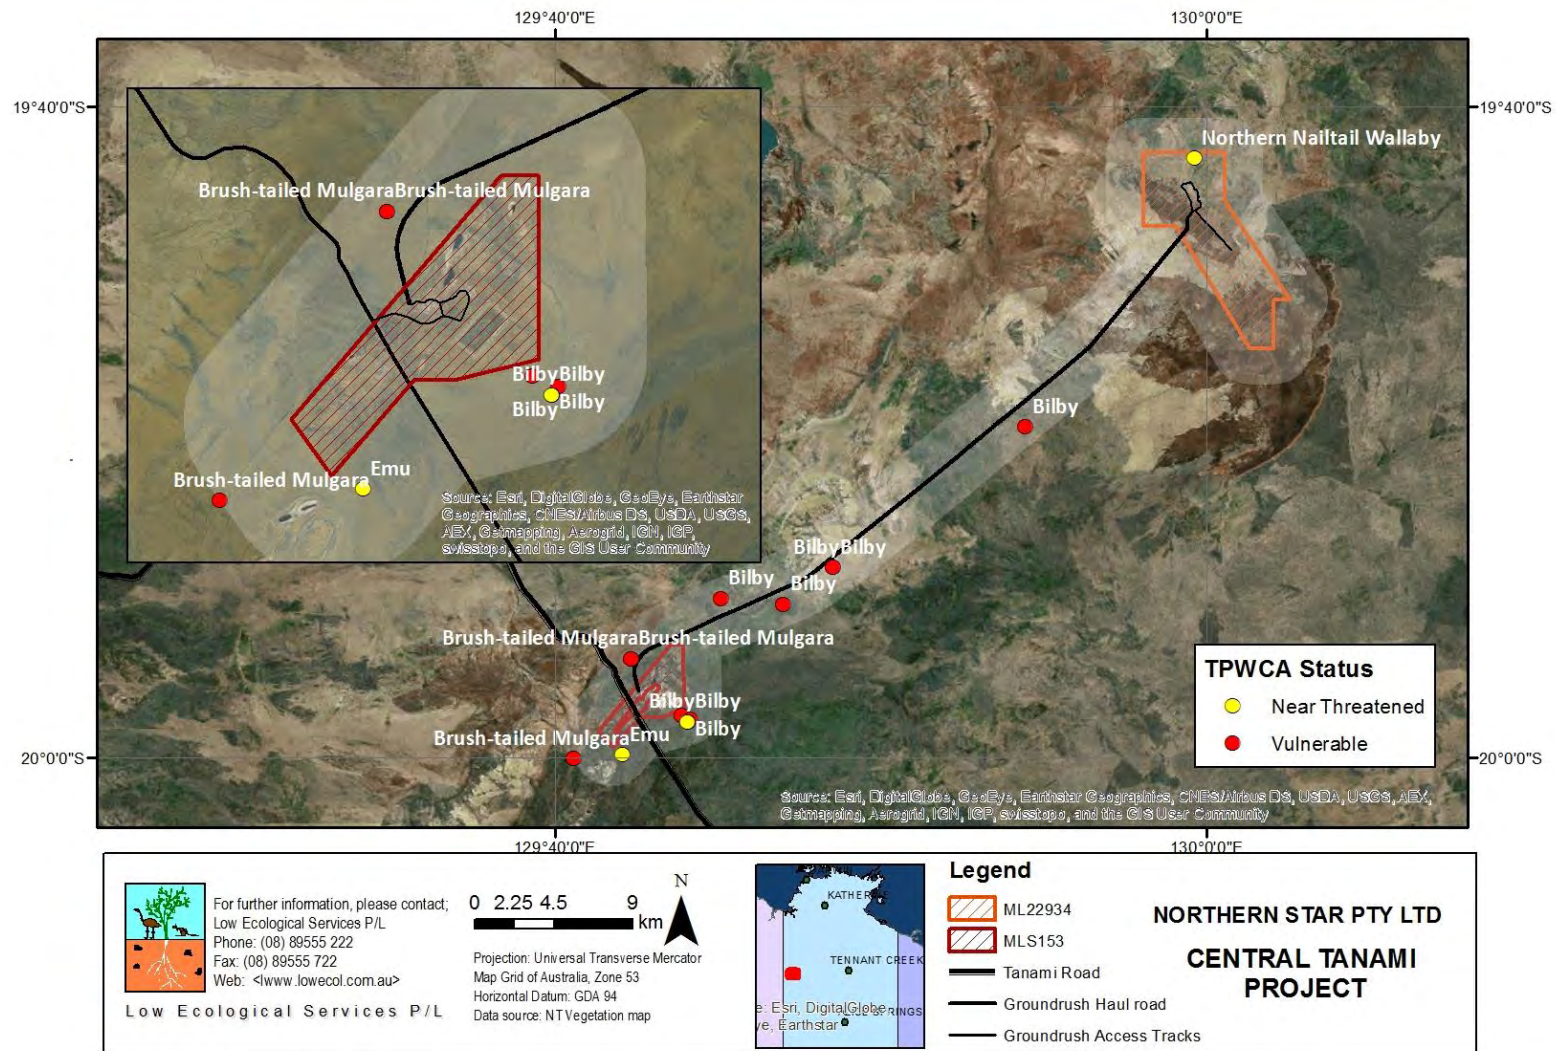 129°40'0"E
130°0'0"E
19°40'0"S
19°40'0"S
Northern Nailtail Wallaby
Brush-tailed MulgaraBrush-tailed Mulgara
BilbyBilby
Bilby
Bilby
Bilby
Emu
Brush-tailed Mulgara
Source: Esri, DigitalGlobe, GeoEye, Earthstar
Geographics, CNES/Airbus DS, USDA, USGS,
AEX, Getmapping, Aerogrid, IGN, IGP,
swisstopo, and the GIS User Community
BilbyBilby
Bilby
Bilby
Brush-tailed MulgaraBrush-tailed Mulgara
BilbyBilby
Bilby
Brush-tailed Mulgara
Emu
TPWCA Status
Near Threatened
Vulnerable
20°0'0"S
20°0'0"S
Source: Esri, DigitalGlobe, GeoEye, Earthstar Geographics, CNES/Airbus DS, USDA, USGS, AEX,
Getmapping, Aerogrid, IGN, IGP, swisstopo, and the GIS User Community
129°40'0"E
130°0'0"E
For further information, please contact;
Low Ecological Services P/L
Phone: (08) 89555 222
Fax: (08) 89555 722
Web: <lwww.lowecol.com.au>
Low Ecological Services P/L
0 2.25 4.5 9
km
N
Projection: Universal Transverse Mercator
Map Grid of Australia, Zone 53
Horizontal Datum: GDA 94
Data source: NT Vegetation map
TENNANT CREEK
e: Esri, DigitalGlobe
ye, Earthstar
Legend
ML22934
MLS153
Tanami Road
Groundrush Haul road
Groundrush Access Tracks
NORTHERN STAR PTY LTD
CENTRAL TANAMI
PROJECT